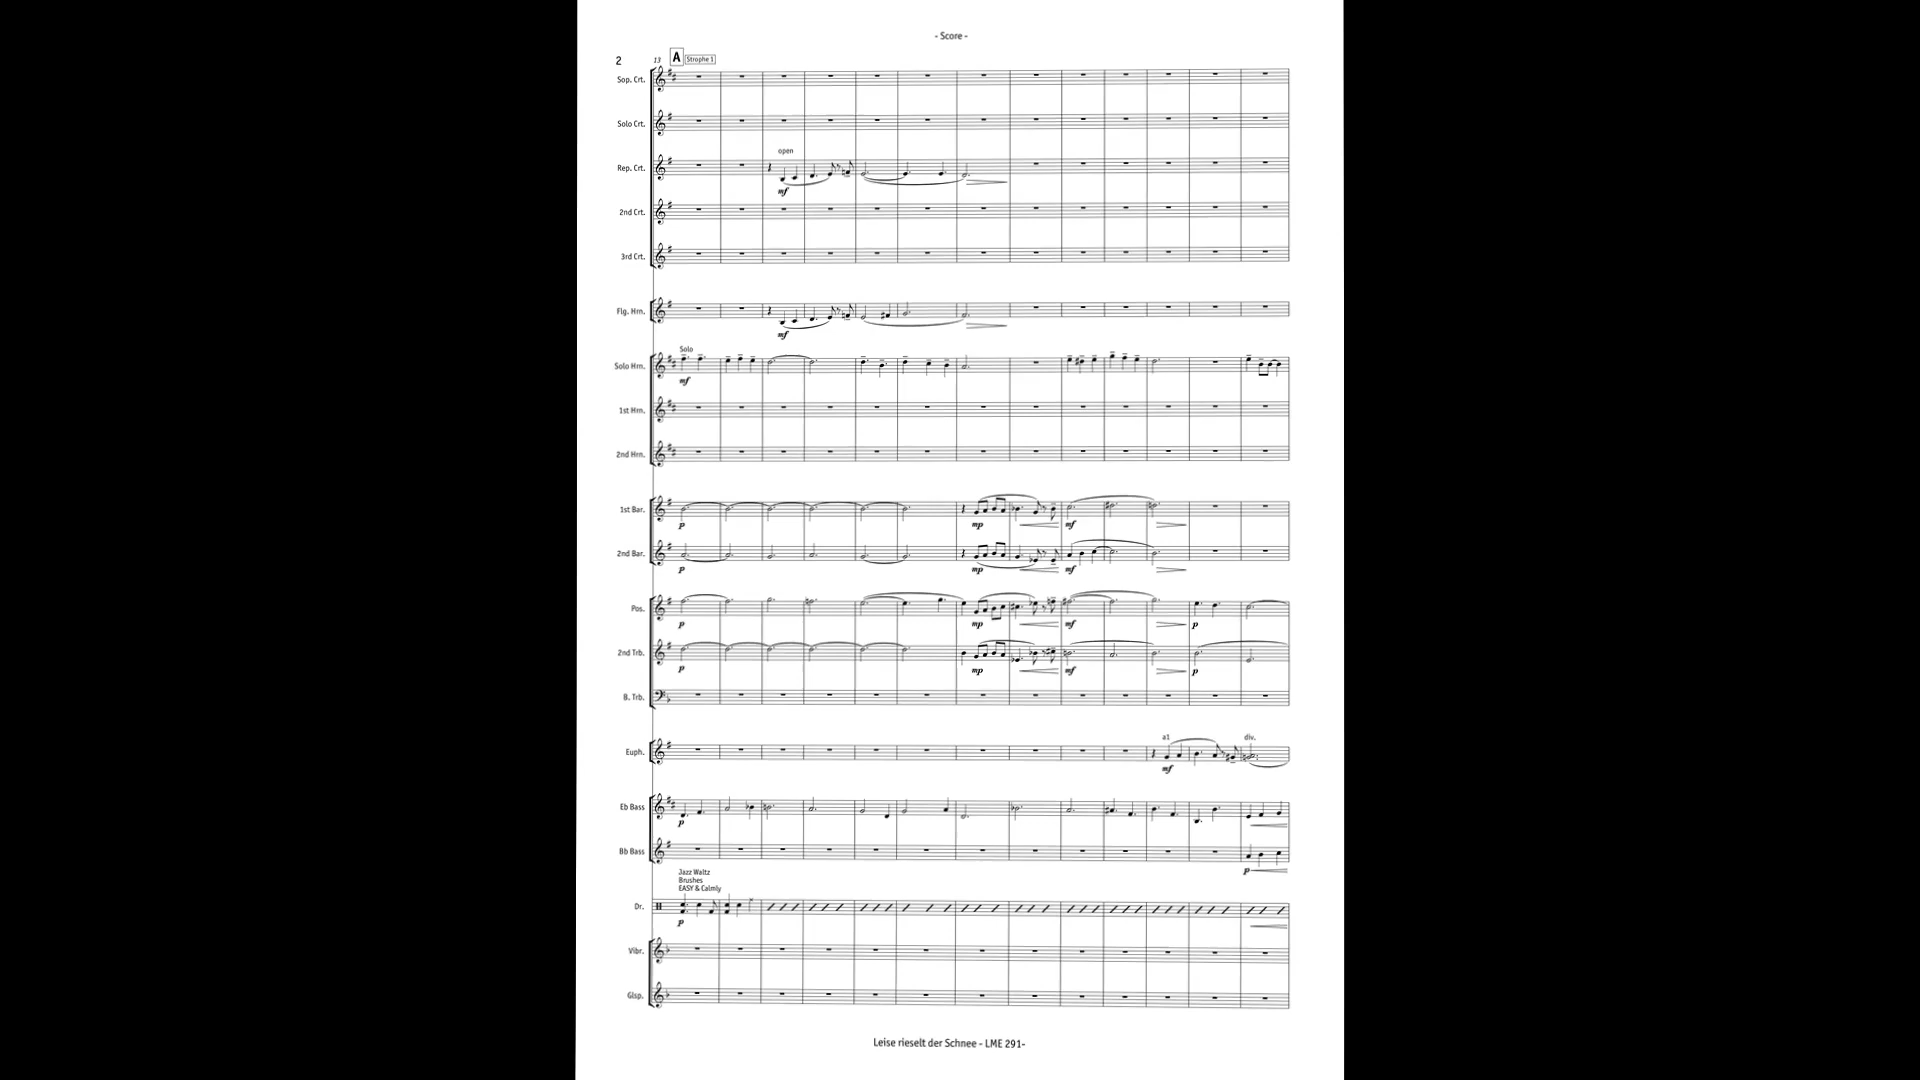 - Score -
2
13
A
Strophe 1
Sop. Crt.
Solo Crt.
open
Rep. Crt.
mf
2nd Crt.
3rd Crt.
Flg. Hrn.
mf
Solo
Solo Hrn.
mf
1st Hrn.
2nd Hrn.
1st Bar.
p mp mf
2nd Bar.
p mp mf
Pos.
p mp mf p
2nd Trb.
p mp mf p
B. Trb.
a1 div.
Euph.
mf
Eb Bass
p
Bb Bass
p
Jazz Waltz
Brushes
EASY & Calmly
Dr.
p
Vibr.
Glsp.
Leise rieselt der Schnee - LME 291-